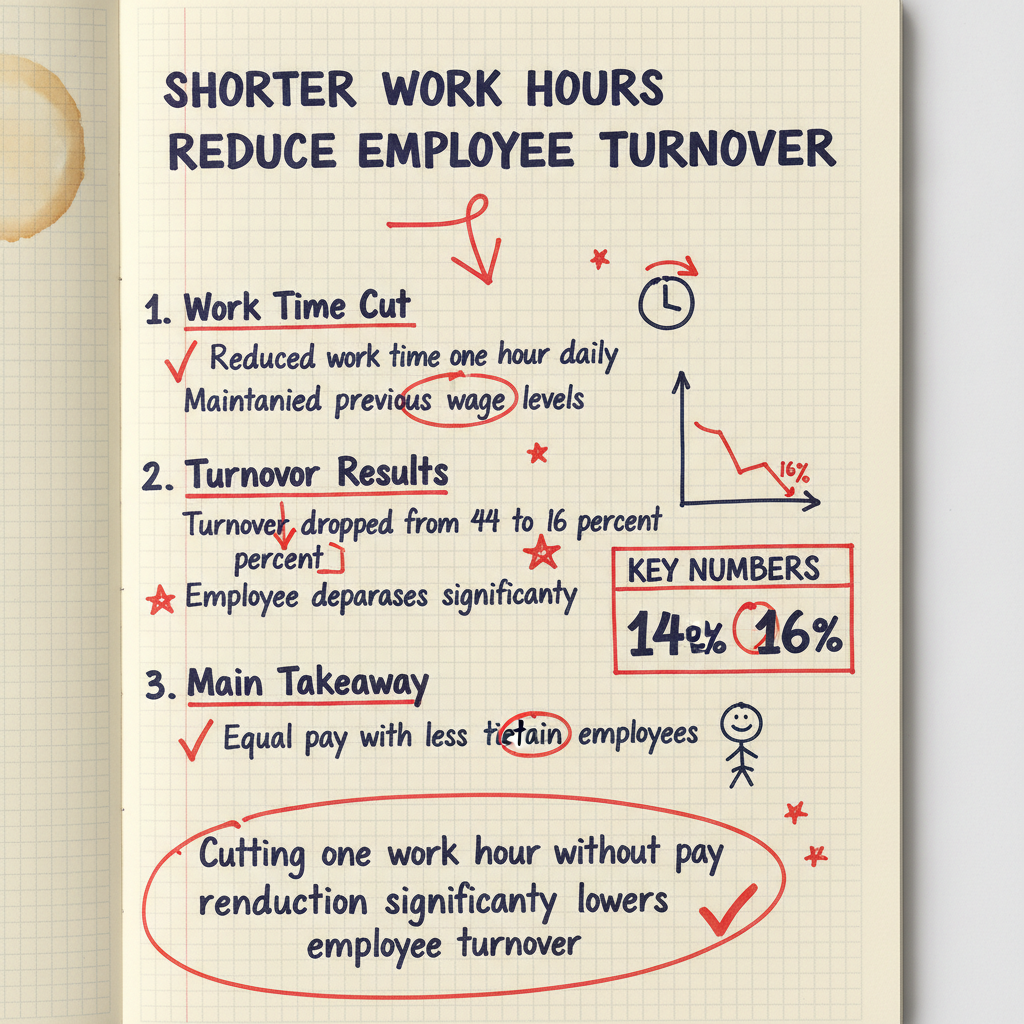 SHORTER WORK HOURS
REDUCE EMPLOYEE TURNOVER
1. Work Time Cut
Reduced work time one hour daily
Maintanied previous wage levels
2. Turnovor Results
Turnover dropped from 44 to 16 percent
percent
Employee deparases significanty
16%
KEY NUMBERS
14% 16%
3. Main Takeaway
Equal pay with less tietain employees
Cutting one work hour without pay
renduction significanty lowers
employee turnover